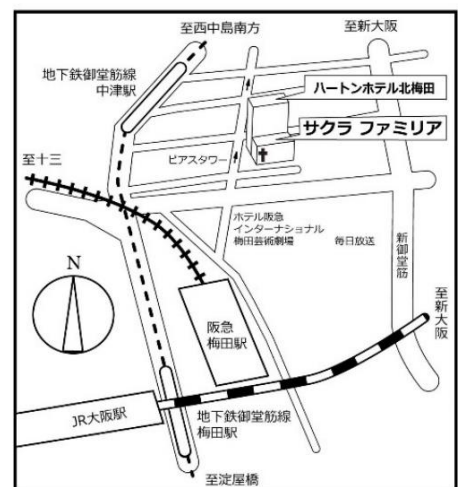 至西中島南方
至新大阪
地下鉄御堂筋線
中津駅
ハートンホテル北梅田
サクラ ファミリア
至十三
ピアスタワー
ホテル阪急
インターナショナル
梅田芸術劇場
毎日放送
新御堂筋
N
至新大阪
阪急
梅田駅
JR大阪駅
地下鉄御堂筋線
梅田駅
至淀屋橋